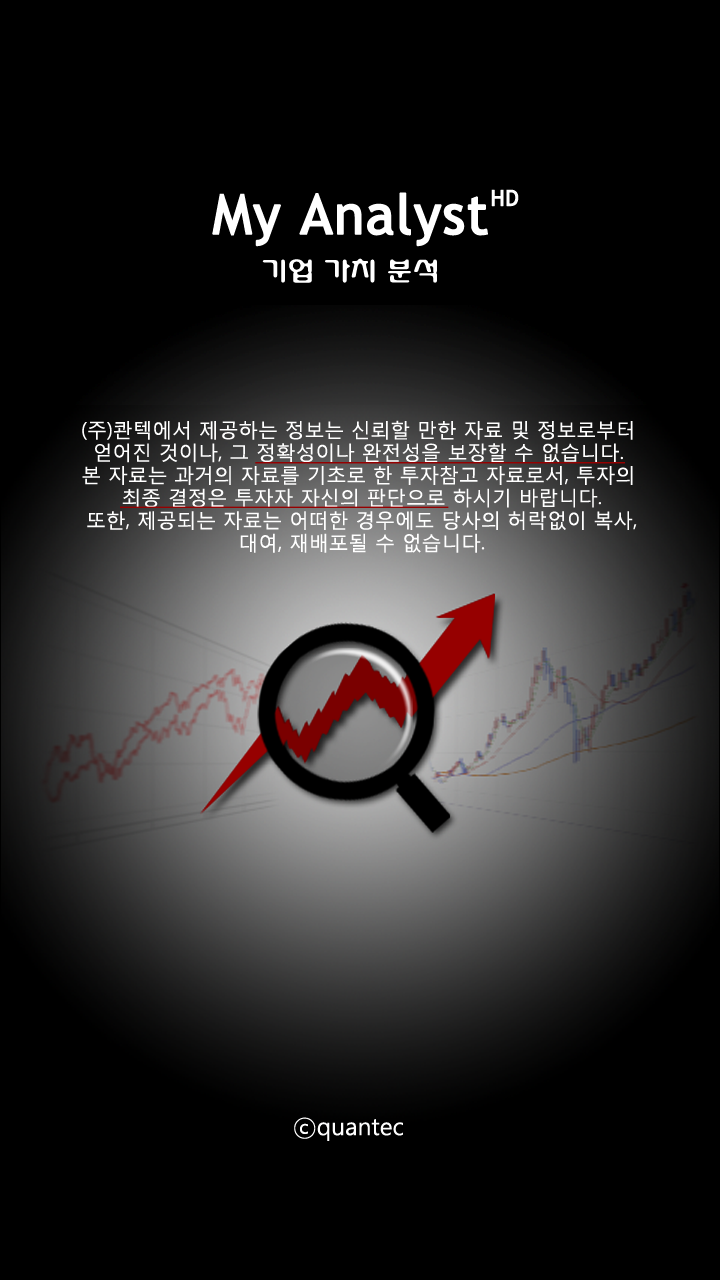 My Analyst HD
기업 가치 분석
(주)콴텍에서 제공하는 정보는 신뢰할 만한 자료 및 정보로부터
얻어진 것이나, 그 정확성이나 완전성을 보장할 수 없습니다.
본 자료는 과거의 자료를 기초로 한 투자참고 자료로서, 투자의
최종 결정은 투자자 자신의 판단으로 하시기 바랍니다.
또한, 제공되는 자료는 어떠한 경우에도 당사의 허락없이 복사,
대여, 재배포될 수 없습니다.
ⓒquantec